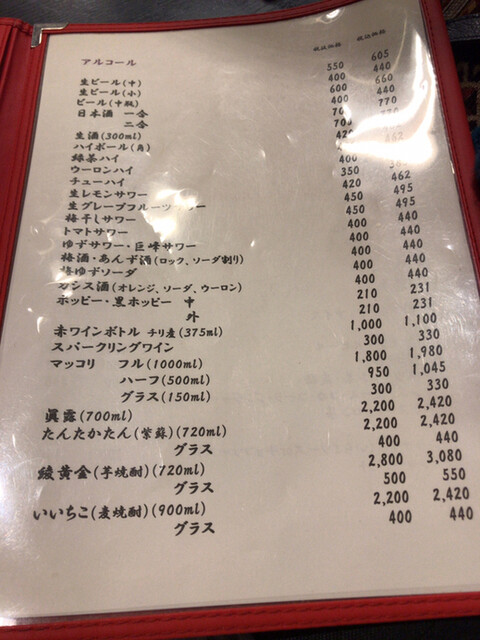 税抜価格 税込価格
アルコール
生ビール(中) 550 605
生ビール(小) 400 440
ビール(中瓶) 600 660
日本酒 一合 400 440
二合 700 770
生酒(300ml)
ハイボール(角) 420 462
緑茶ハイ
ウーロンハイ 400
チューハイ 350
生レモンサワー 420 462
生グレープフルーツサワー 450 495
梅干しサワー 450 495
トマトサワー 400 440
ゆずサワー・巨峰サワー 400 440
梅酒・あんず酒(ロック、ソーダ割り) 400 440
梅ゆずソーダ 400 440
カシス酒(オレンジ、ソーダ、ウーロン) 400 440
ホッピー・黒ホッピー 中 210 231
外 210 231
赤ワインボトル チリ産(375ml) 1,000 1,100
スパークリングワイン 300 330
マッコリ フル(1000ml) 1,800 1,980
ハーフ(500ml) 950 1,045
グラス(150ml) 300 330
眞露(700ml) 2,200 2,420
たんたかたん(紫蘇)(720ml) 2,200 2,420
グラス 400 440
綾黄金(芋焼酎)(720ml) 2,800 3,080
グラス 500 550
いいちこ(麦焼酎)(900ml) 2,200 2,420
グラス 400 440